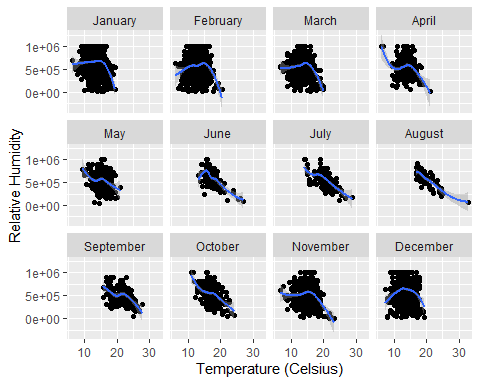 January February March April
1e+06
5e+05
0e+00
May June July August
1e+06
5e+05
0e+00
September October November December
1e+06
5e+05
0e+00
10 20 30 10 20 30 10 20 30 10 20 30
Relative Humidity
Temperature (Celsius)